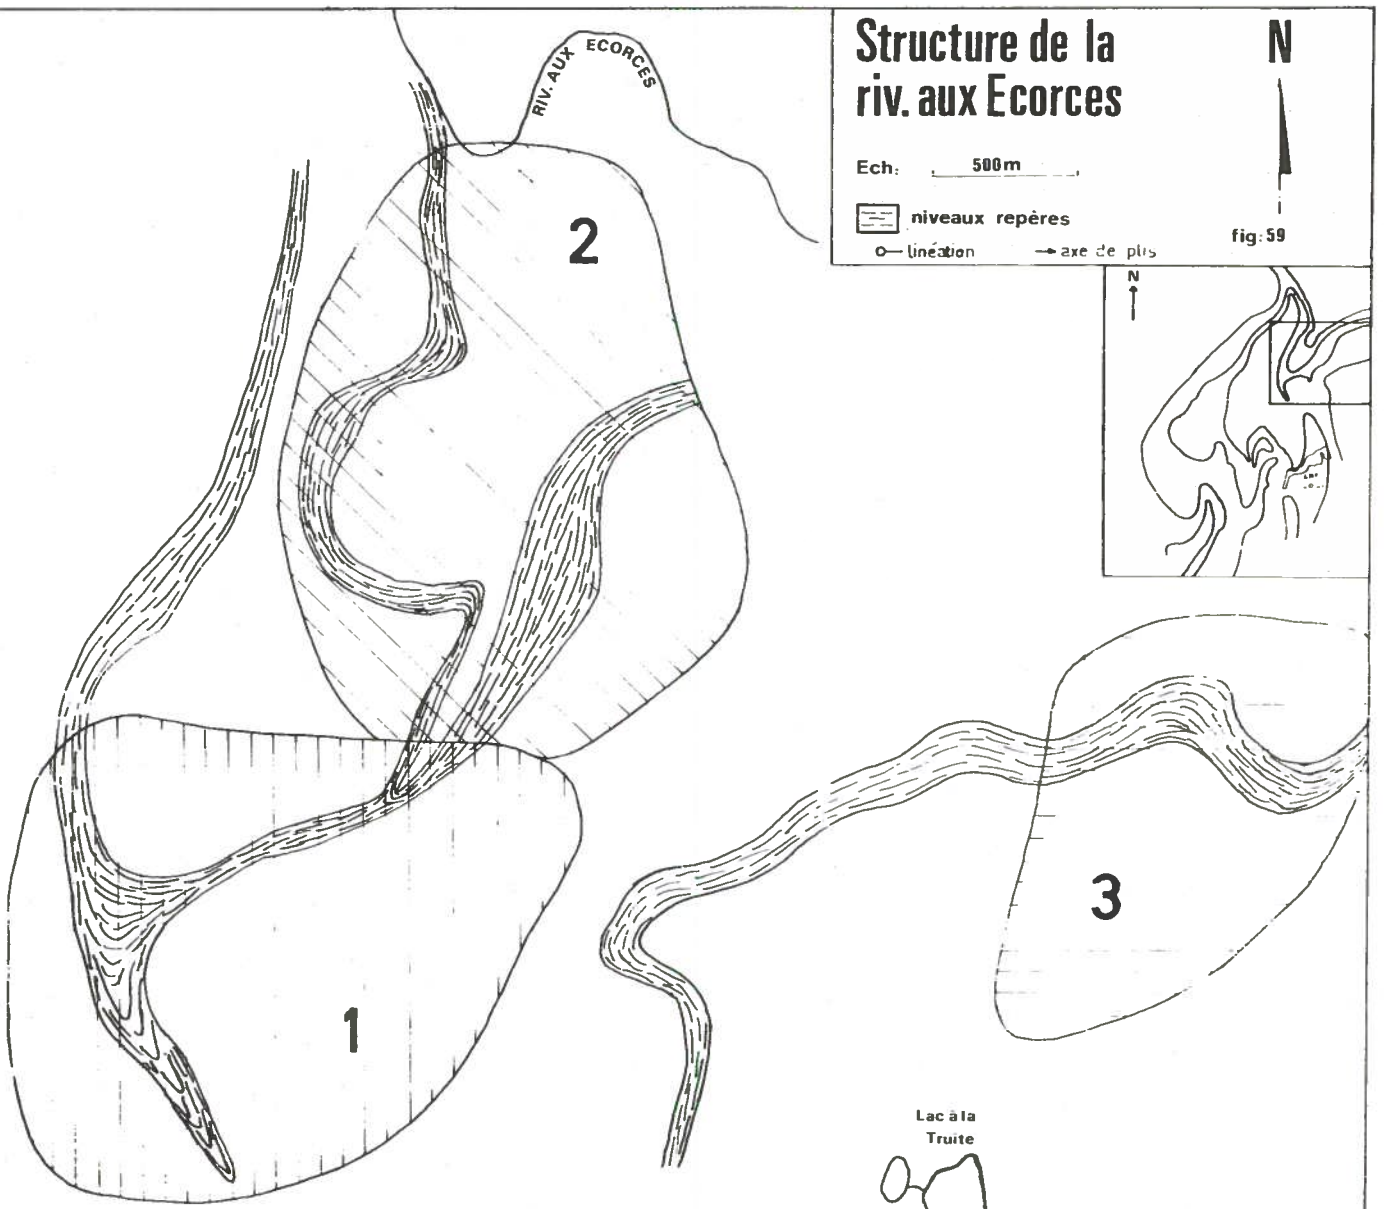 Structure de la
riv. aux Ecorces
N
Ech: 500m
niveaux repères
linéation axe de plis
fig:59
N
RIV. AUX ECORCES
2
3
1
Lac à la
Truite